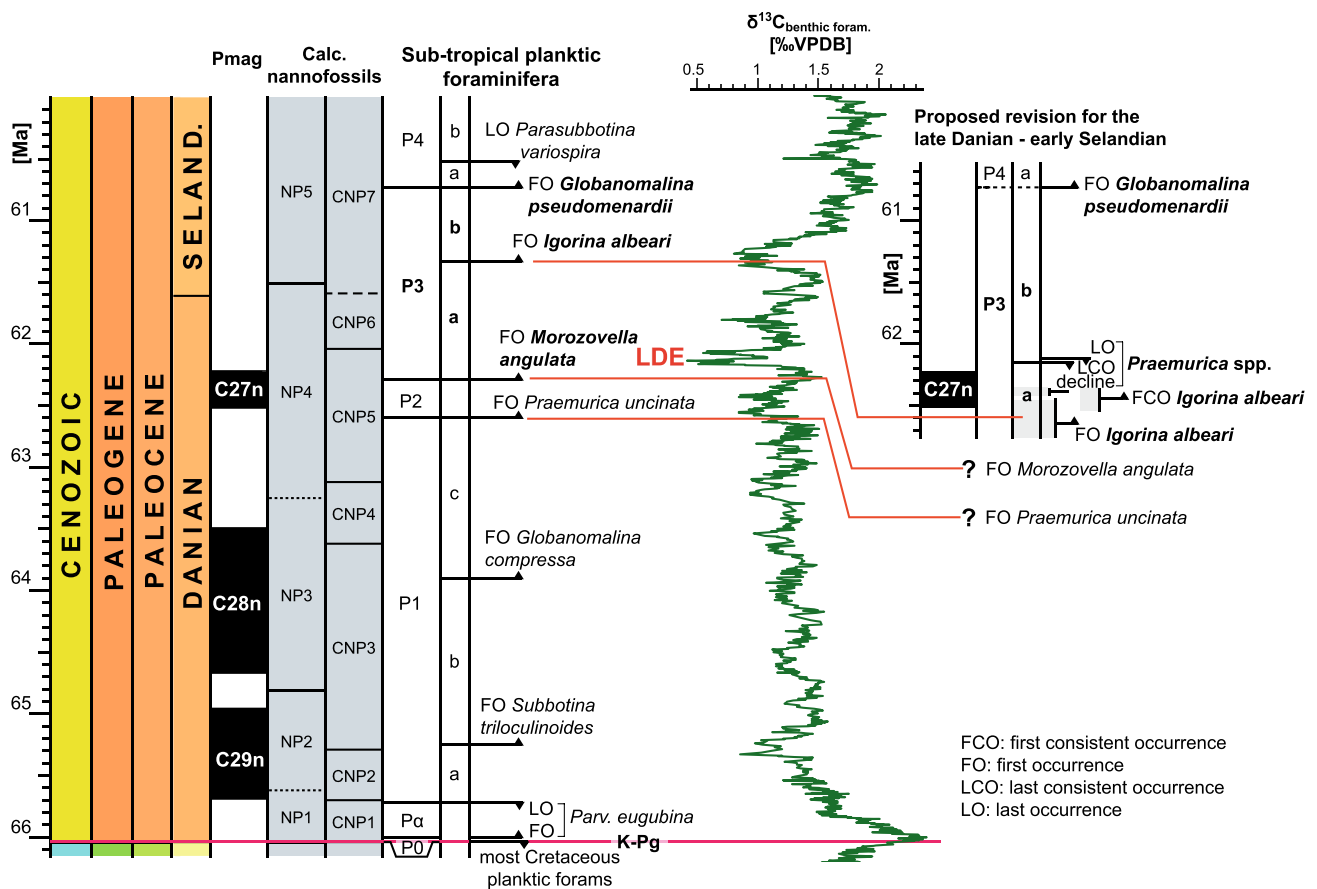 Pmag
Calc.
nannofossils
Sub-tropical planktic
foraminifera
δ13Cbenthic foram.
[‰VPDB]
0.5 1 1.5 2
Proposed revision for the
late Danian - early Selandian
[Ma]
61
62
63
64
65
66
CENOZOIC
PALEOGENE
PALEOCENE
SELAND.
DANIAN
C27n
C28n
C29n
NP5
NP4
NP3
NP2
NP1
CNP7
CNP6
CNP5
CNP4
CNP3
CNP2
CNP1
P4
P3
P2
P1
Pα
P0
b
a
b
a
c
b
a
LO Parasubbotina
variospira
FO Globanomalina
pseudomenardii
FO Igorina albeari
FO Morozovella
angulata
LDE
FO Praemurica uncinata
FO Globanomalina
compressa
FO Subbotina
triloculinoides
LO
FO
Parv. eugubina
K-Pg
most Cretaceous
planktic forams
[Ma]
61
62
C27n
P4
P3
a
b
a
FO Globanomalina
pseudomenardii
LO
LCO
decline
Praemurica spp.
FCO Igorina albeari
FO Igorina albeari
? FO Morozovella angulata
? FO Praemurica uncinata
FCO: first consistent occurrence
FO: first occurrence
LCO: last consistent occurrence
LO: last occurrence